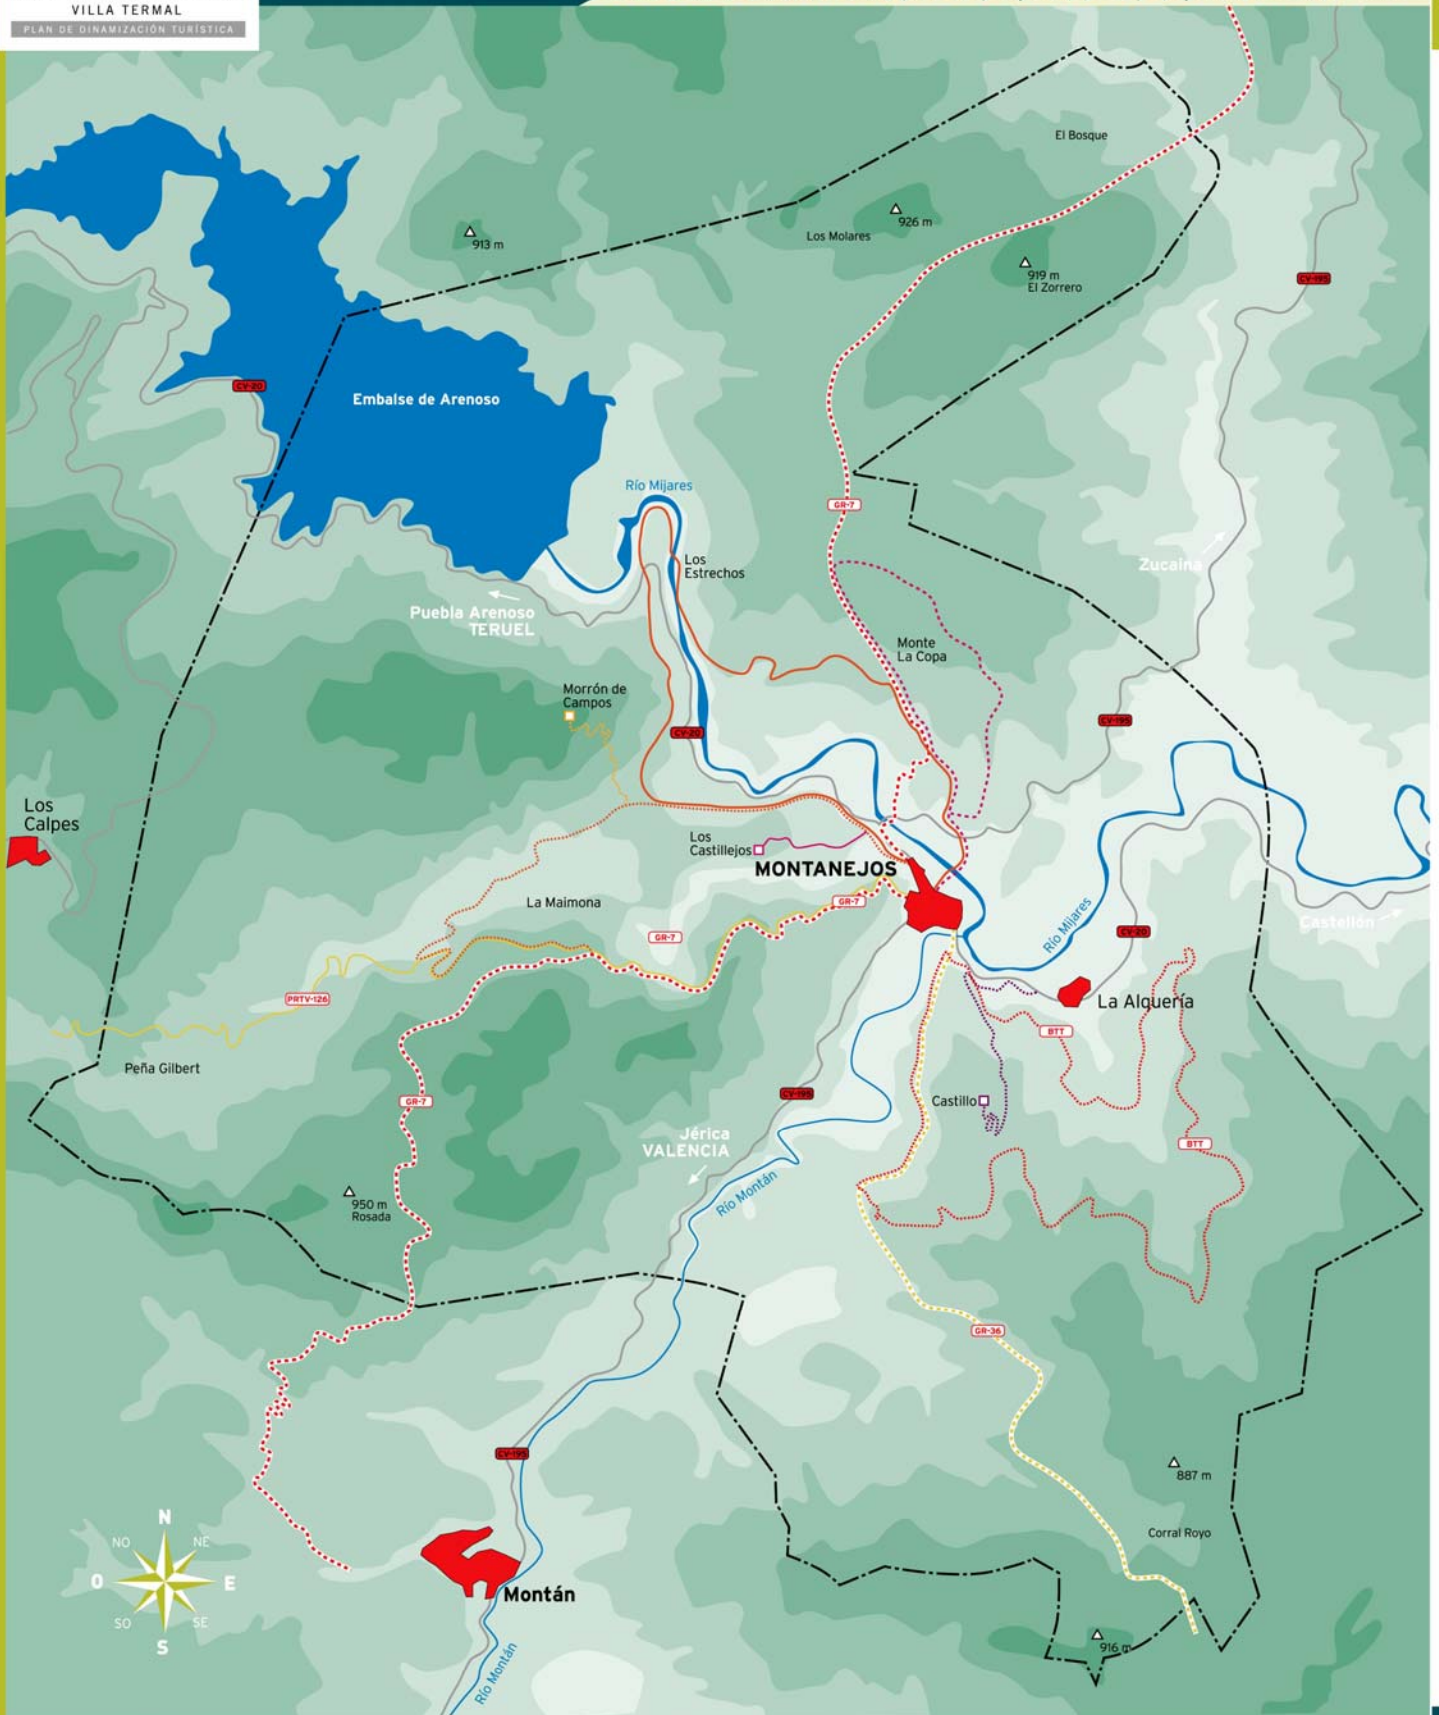 VILLA TERMAL
PLAN DE DINAMIZACIÓN TURÍSTICA
El Bosque
926 m
Los Molares
913 m
919 m
El Zorrero
CV-195
CV-20
Embalse de Arenoso
Río Mijares
GR-7
Los
Estrechos
Zucaina
Puebla Arenoso
TERUEL
Monte
La Copa
Morrón de
Campos
CV-195
CV-20
Los
Calpes
Los
Castillejos
MONTANEJOS
La Maimona
GR-7
GR-7
Río Mijares
Castellón
CV-20
PRTV-126
La Alquería
BTT
Peña Gilbert
CV-195
GR-7
Castillo
Jérica
VALENCIA
BTT
Río Montán
950 m
Rosada
GR-36
CV-195
887 m
N
NO
NE
O
E
SO
SE
S
Corral Royo
Montán
916 m
Río Montán